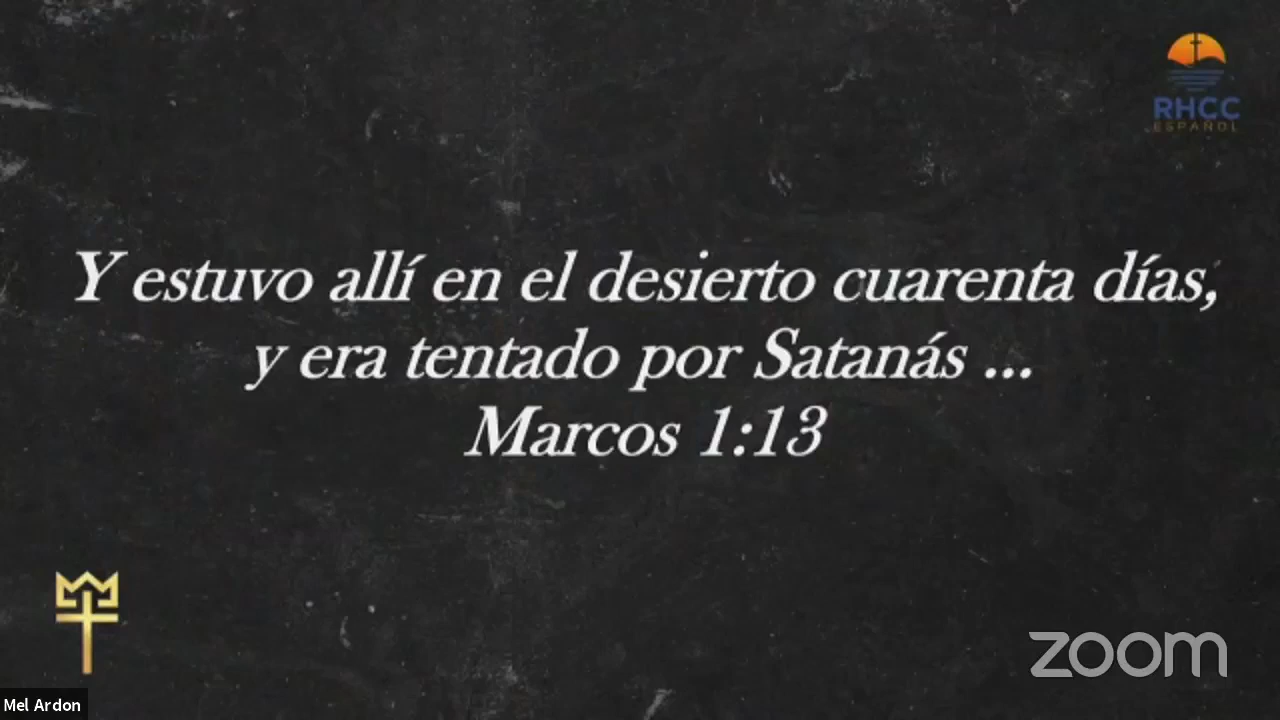 RHCC
ESPAÑOL
Y estuvo allí en el desierto cuarenta días,
y era tentado por Satanás ...
Marcos 1:13
zoom
Mel Ardon